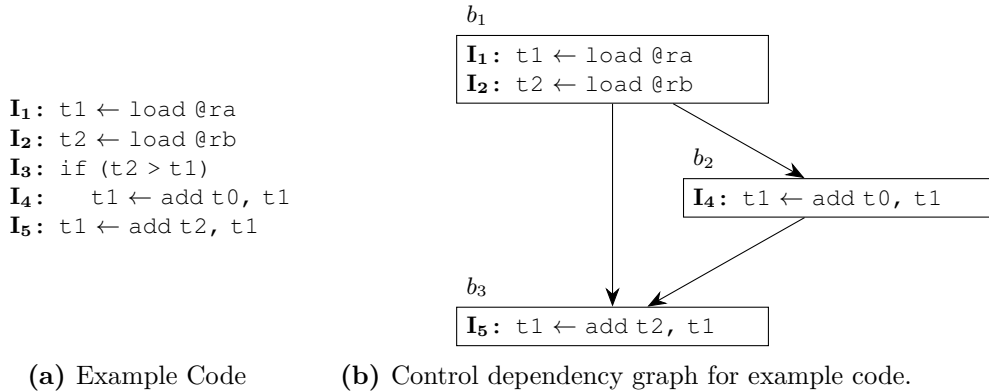 I₁: t1 ← load @ra
I₂: t2 ← load @rb
I₃: if (t2 > t1)
I₄: t1 ← add t0, t1
I₅: t1 ← add t2, t1
(a) Example Code
b₁
I₁: t1 ← load @ra
I₂: t2 ← load @rb
b₂
I₄: t1 ← add t0, t1
b₃
I₅: t1 ← add t2, t1
(b) Control dependency graph for example code.